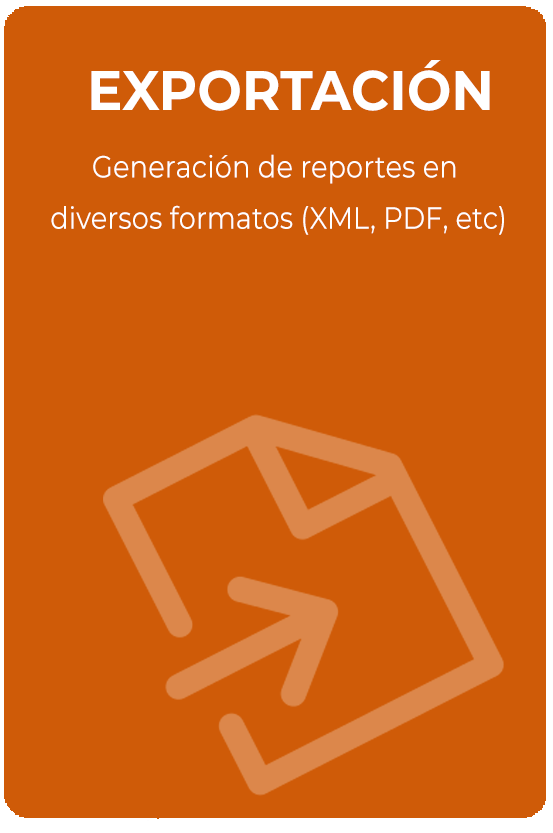 EXPORTACIÓN
Generación de reportes en
diversos formatos (XML, PDF, etc)